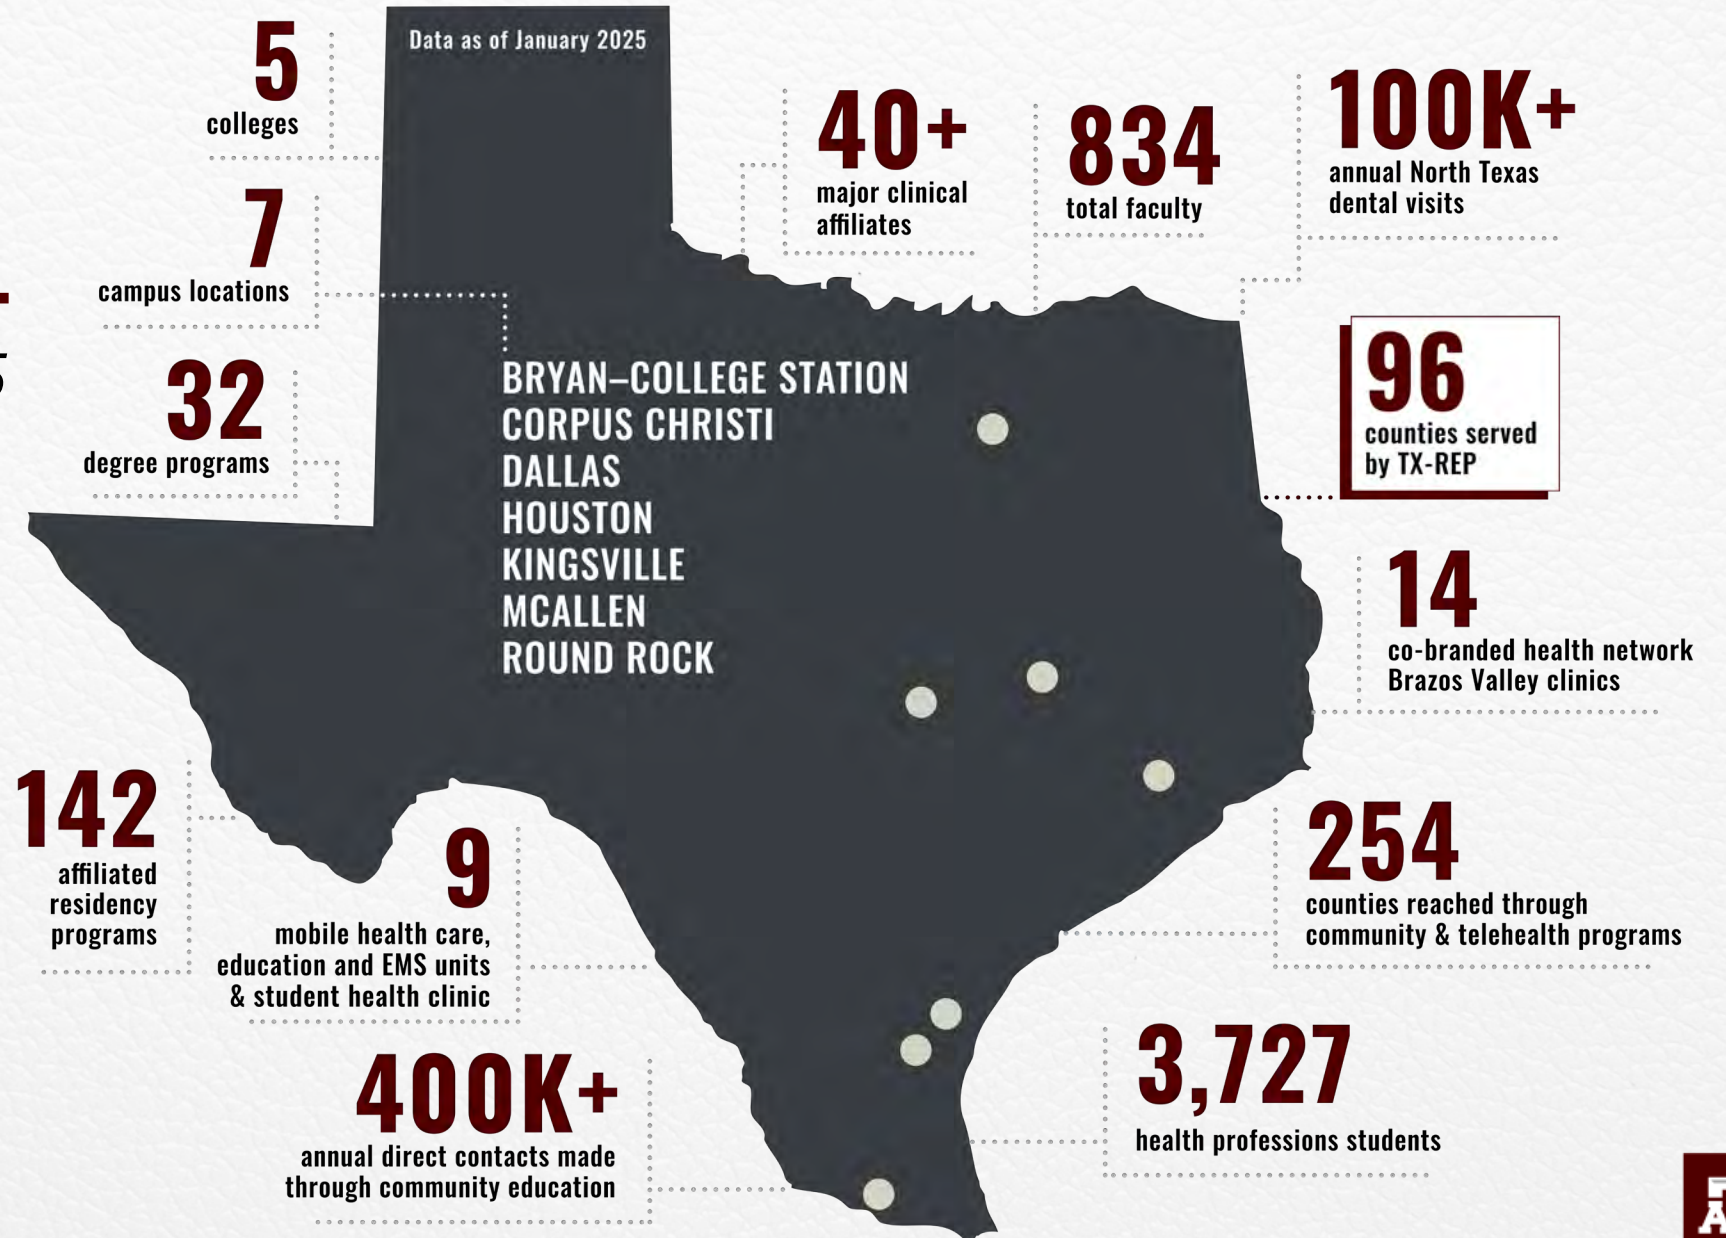 Data as of January 2025
5
colleges
7
campus locations
32
degree programs
40+
major clinical
affiliates
834
total faculty
100K+
annual North Texas
dental visits
BRYAN–COLLEGE STATION
CORPUS CHRISTI
DALLAS
HOUSTON
KINGSVILLE
MCALLEN
ROUND ROCK
96
counties served
by TX-REP
14
co-branded health network
Brazos Valley clinics
142
affiliated
residency
programs
9
mobile health care,
education and EMS units
& student health clinic
254
counties reached through
community & telehealth programs
400K+
annual direct contacts made
through community education
3,727
health professions students